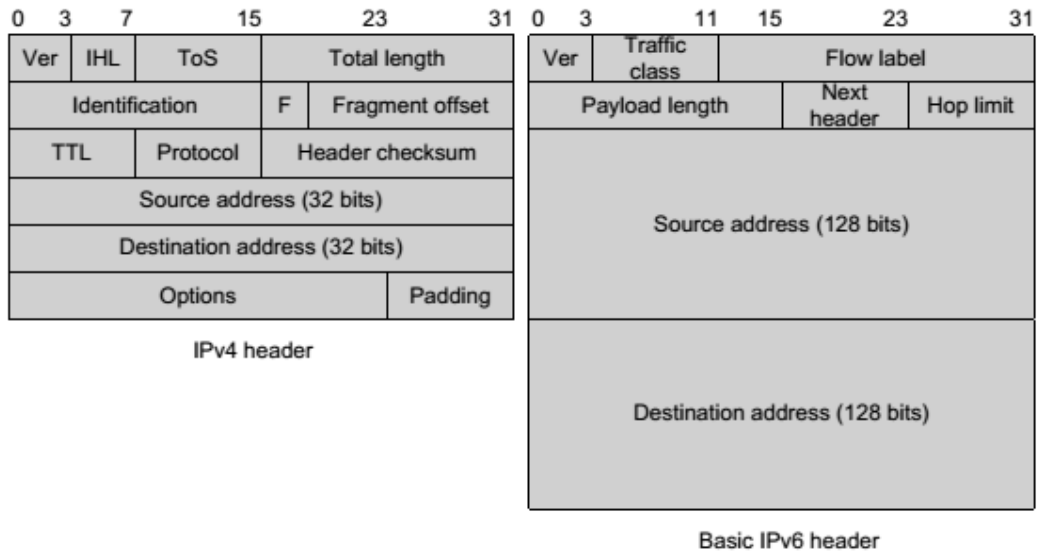 0 3 7 15 23 31
Ver IHL ToS Total length
Identification F Fragment offset
TTL Protocol Header checksum
Source address (32 bits)
Destination address (32 bits)
Options Padding
IPv4 header
0 3 11 15 23 31
Ver Traffic class Flow label
Payload length Next header Hop limit
Source address (128 bits)
Destination address (128 bits)
Basic IPv6 header